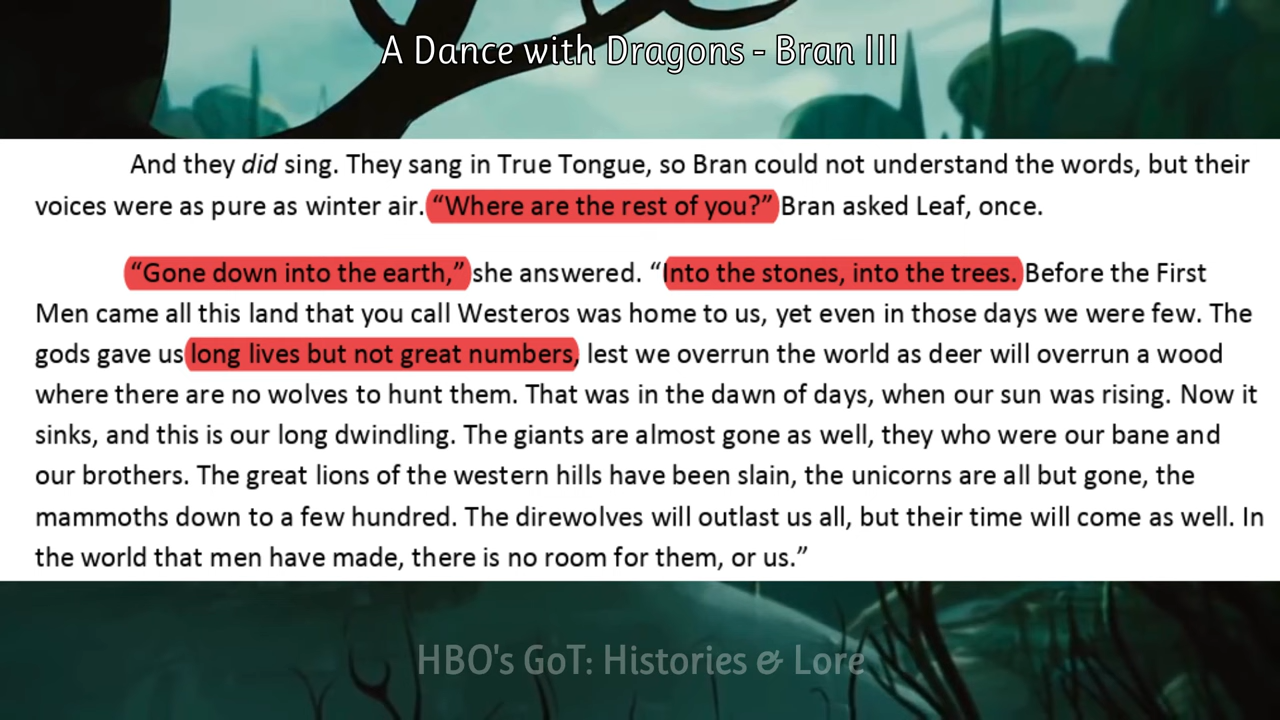 A Dance with Dragons - Bran III
And they did sing. They sang in True Tongue, so Bran could not understand the words, but their
voices were as pure as winter air. “Where are the rest of you?” Bran asked Leaf, once.
“Gone down into the earth,” she answered. “Into the stones, into the trees. Before the First
Men came all this land that you call Westeros was home to us, yet even in those days we were few. The
gods gave us long lives but not great numbers, lest we overrun the world as deer will overrun a wood
where there are no wolves to hunt them. That was in the dawn of days, when our sun was rising. Now it
sinks, and this is our long dwindling. The giants are almost gone as well, they who were our bane and
our brothers. The great lions of the western hills have been slain, the unicorns are all but gone, the
mammoths down to a few hundred. The direwolves will outlast us all, but their time will come as well. In
the world that men have made, there is no room for them, or us.”
HBO's GoT: Histories & Lore